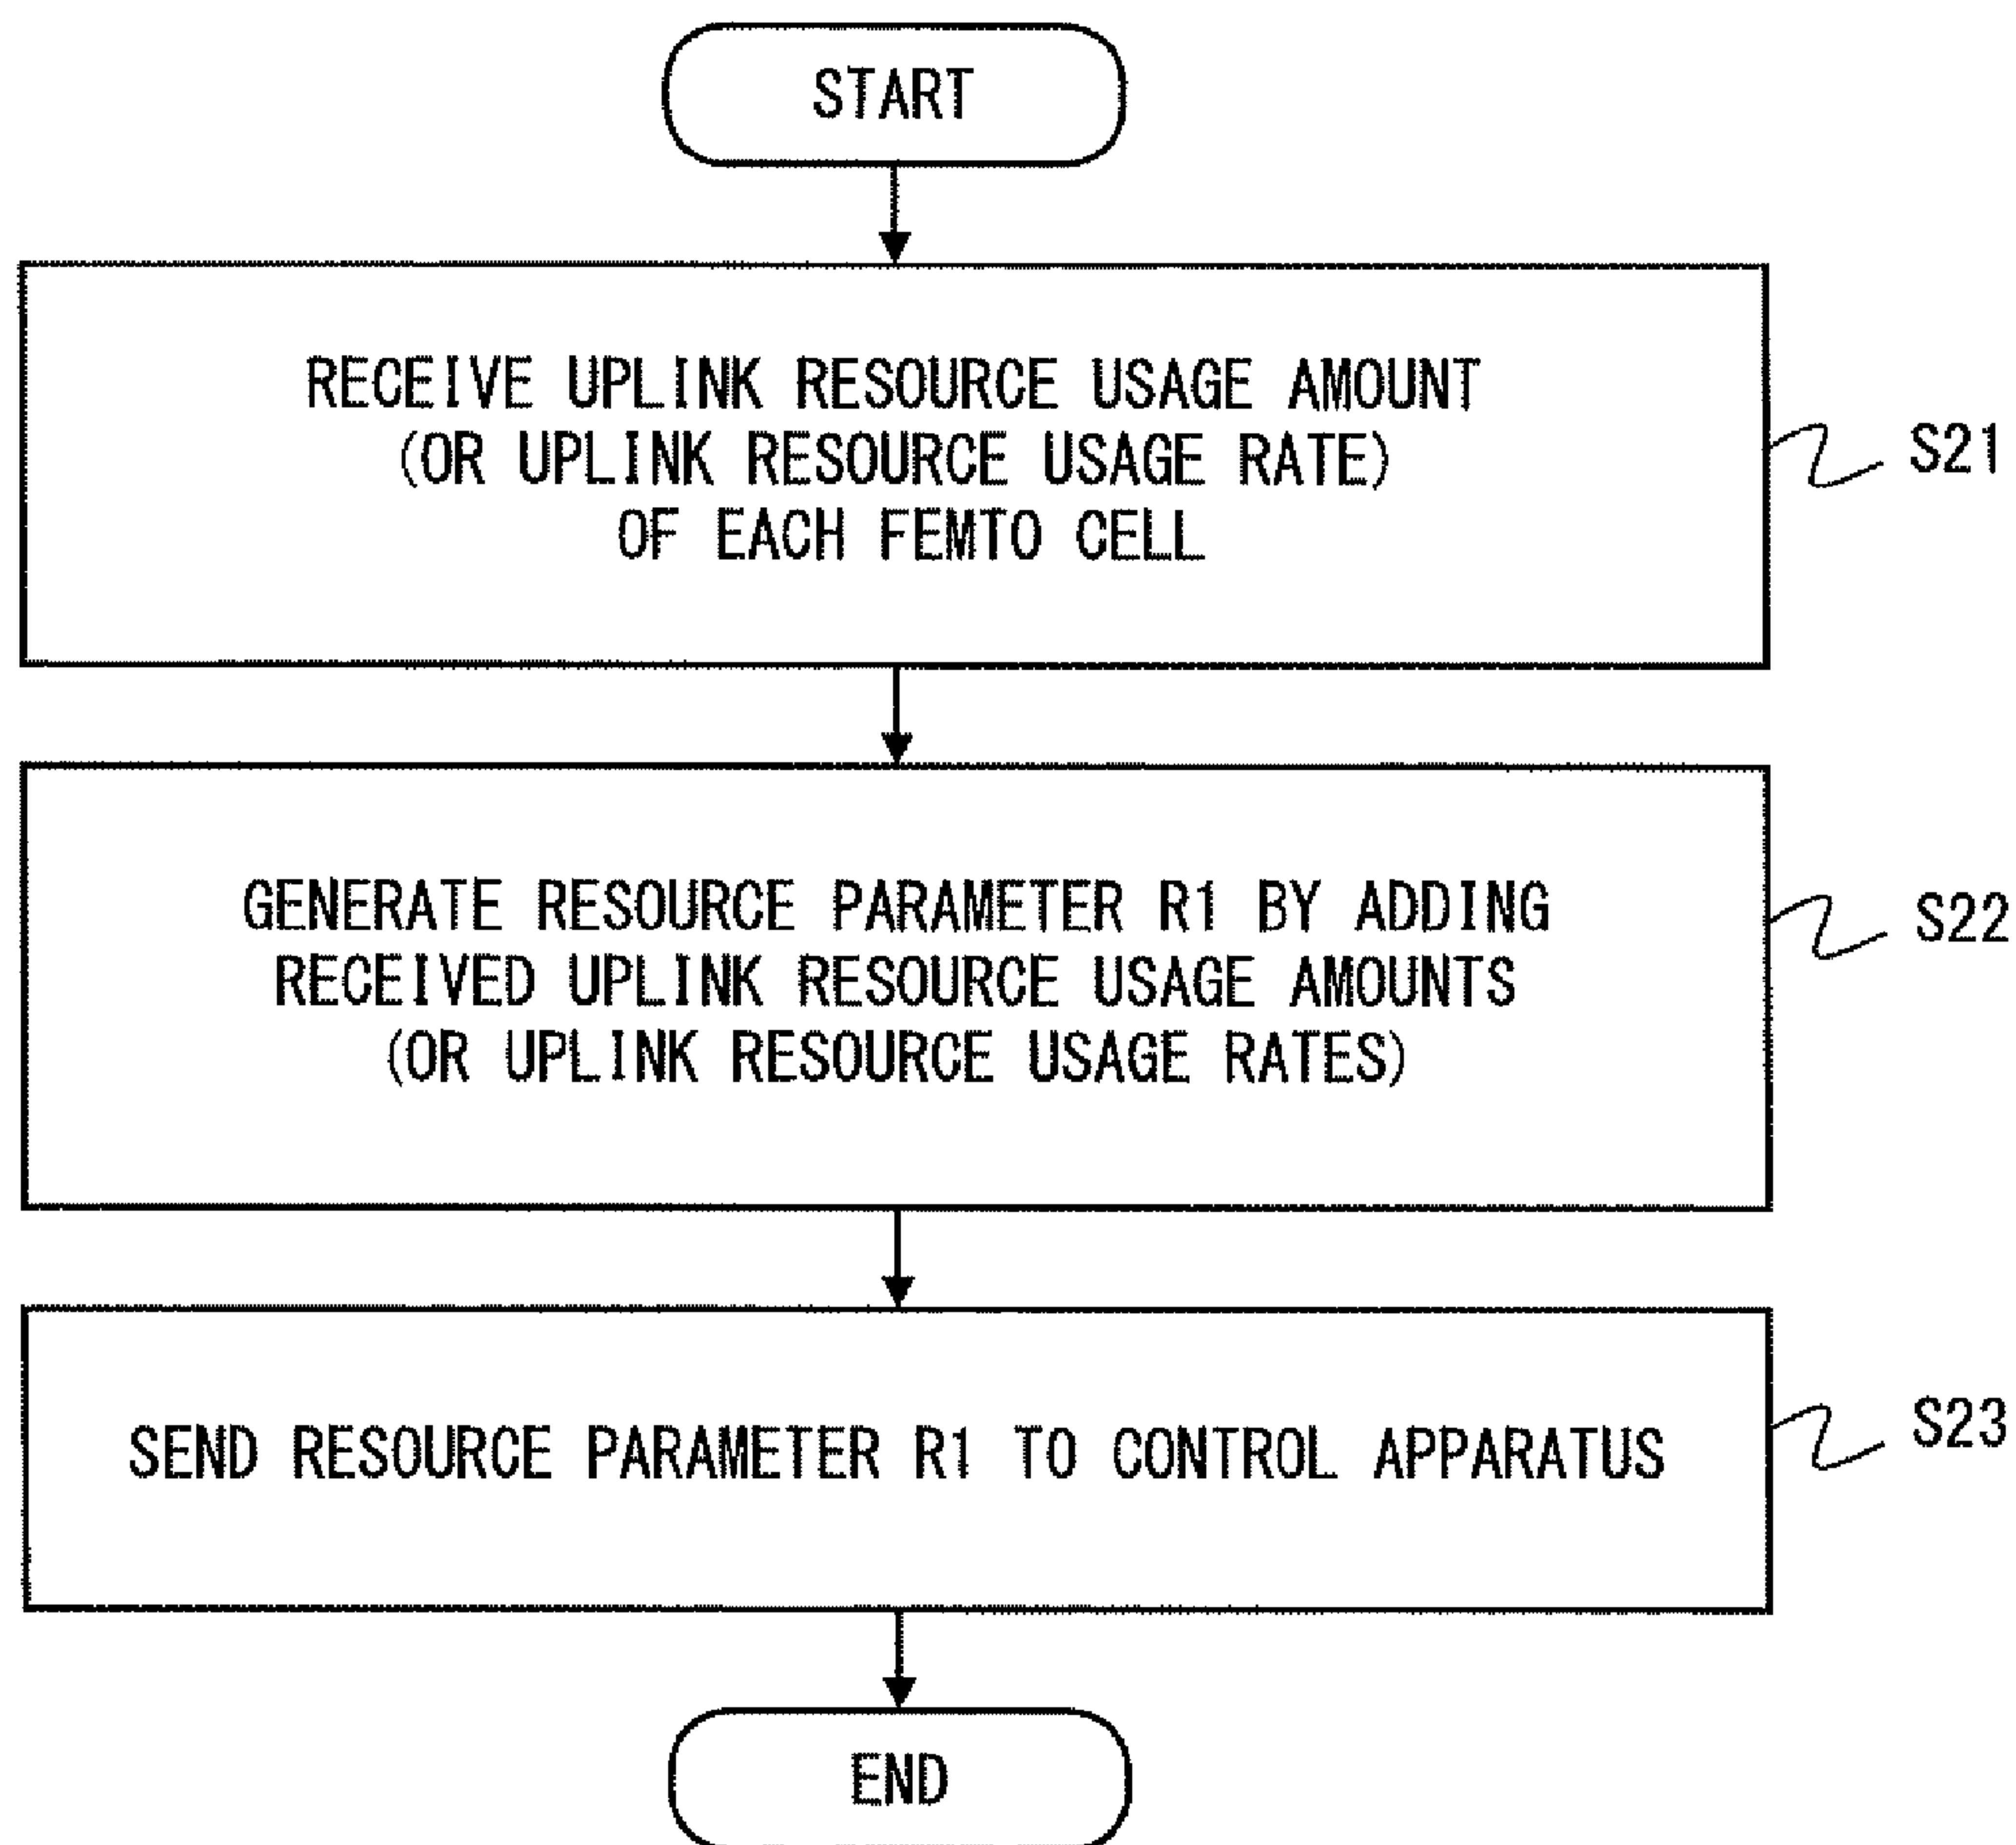 START
RECEIVE UPLINK RESOURCE USAGE AMOUNT
(OR UPLINK RESOURCE USAGE RATE)
OF EACH FEMTO CELL
S21
GENERATE RESOURCE PARAMETER R1 BY ADDING
RECEIVED UPLINK RESOURCE USAGE AMOUNTS
(OR UPLINK RESOURCE USAGE RATES)
S22
SEND RESOURCE PARAMETER R1 TO CONTROL APPARATUS
S23
END